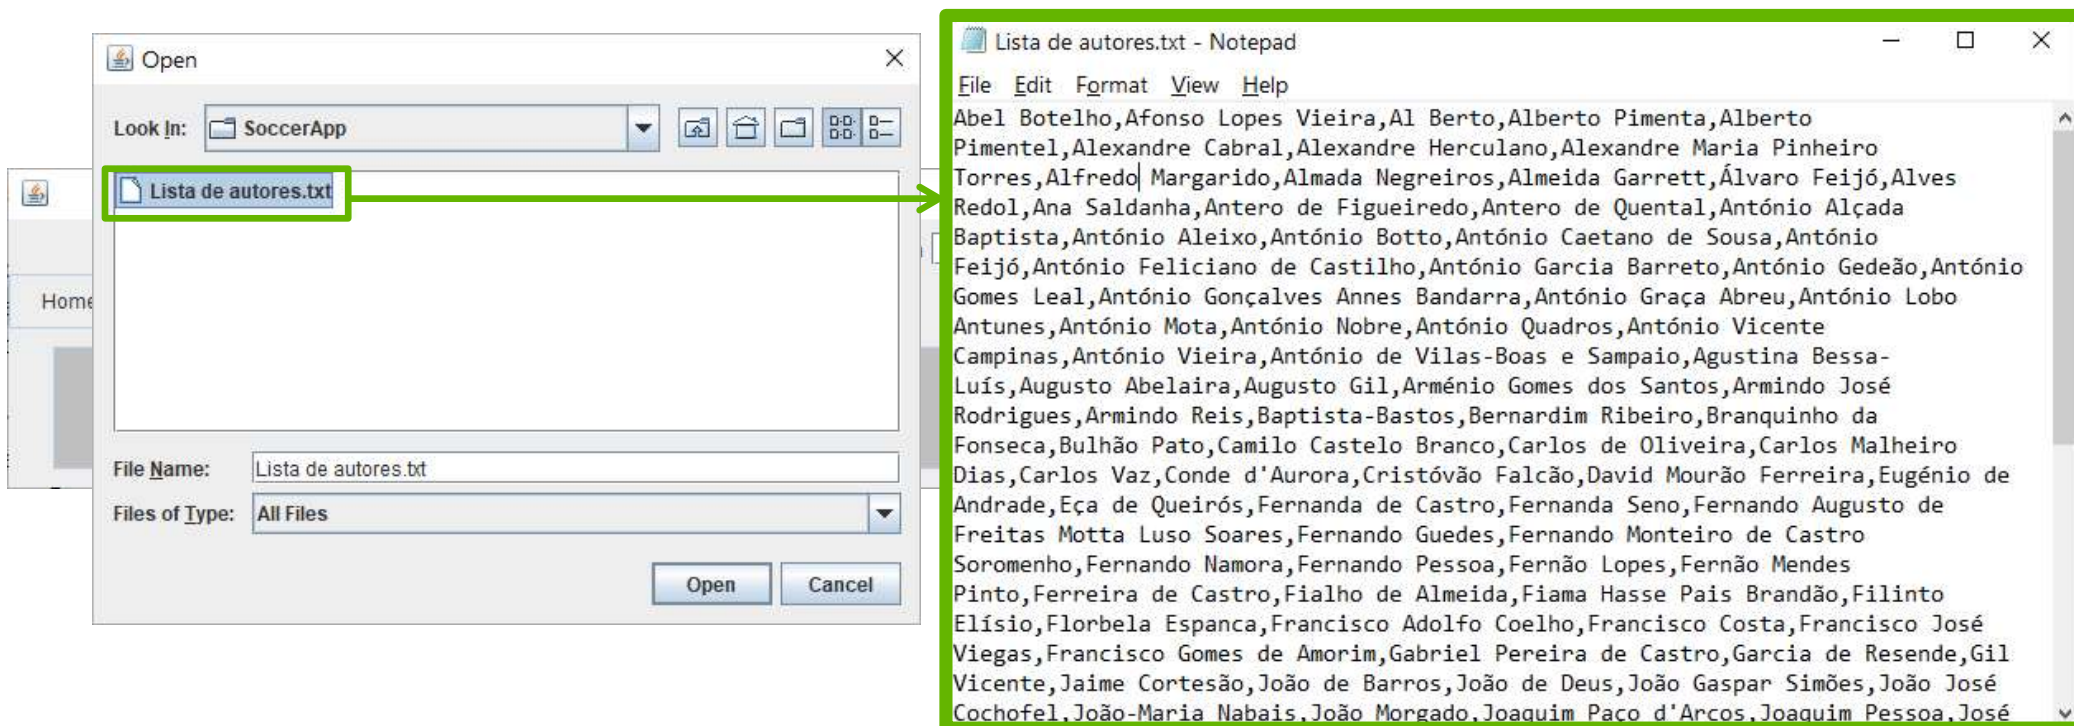 Open
Look In:
SoccerApp
Lista de autores.txt
Home
File Name:
Lista de autores.txt
Files of Type:
All Files
Open
Cancel
Lista de autores.txt - Notepad
File Edit Format View Help
Abel Botelho,Afonso Lopes Vieira,Al Berto,Alberto Pimenta,Alberto
Pimentel,Alexandre Cabral,Alexandre Herculano,Alexandre Maria Pinheiro
Torres,Alfredo Margarido,Almada Negreiros,Almeida Garrett,Álvaro Feijó,Alves
Redol,Ana Saldanha,Antero de Figueiredo,Antero de Quental,António Alçada
Baptista,António Aleixo,António Botto,António Caetano de Sousa,António
Feijó,António Feliciano de Castilho,António Garcia Barreto,António Gedeão,António
Gomes Leal,António Gonçalves Annes Bandarra,António Graça Abreu,António Lobo
Antunes,António Mota,António Nobre,António Quadros,António Vicente
Campinas,António Vieira,António de Vilas-Boas e Sampaio,Agustina Bessa-
Luís,Augusto Abelaira,Augusto Gil,Arménio Gomes dos Santos,Armindo José
Rodrigues,Armindo Reis,Baptista-Bastos,Bernardim Ribeiro,Branquinho da
Fonseca,Bulhão Pato,Camilo Castelo Branco,Carlos de Oliveira,Carlos Malheiro
Dias,Carlos Vaz,Conde d'Aurora,Cristóvão Falcão,David Mourão Ferreira,Eugénio de
Andrade,Eça de Queirós,Fernanda de Castro,Fernanda Seno,Fernando Augusto de
Freitas Motta Luso Soares,Fernando Guedes,Fernando Monteiro de Castro
Soromenho,Fernando Namora,Fernando Pessoa,Fernão Lopes,Fernão Mendes
Pinto,Ferreira de Castro,Fialho de Almeida,Fiama Hasse Pais Brandão,Filinto
Elísio,Florbela Espanca,Francisco Adolfo Coelho,Francisco Costa,Francisco José
Viegas,Francisco Gomes de Amorim,Gabriel Pereira de Castro,Garcia de Resende,Gil
Vicente,Jaime Cortesão,João de Barros,João de Deus,João Gaspar Simões,João José
Cochofel,João-Maria Nabais,João Morgado,Joaquim Paço d'Arcos,Joaquim Pessoa,José